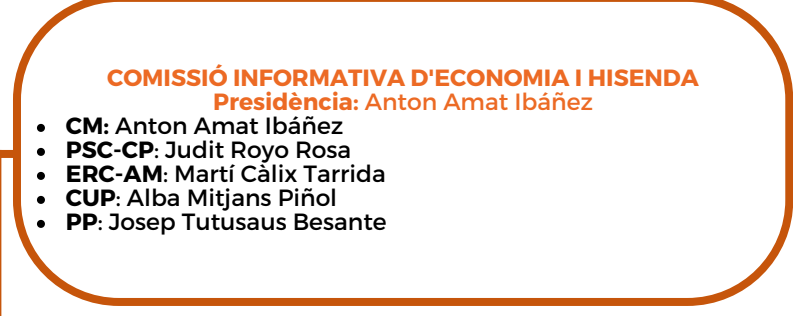 COMISSIÓ INFORMATIVA D'ECONOMIA I HISENDA
Presidència: Anton Amat Ibáñez
• CM: Anton Amat Ibáñez
• PSC-CP: Judit Royo Rosa
• ERC-AM: Martí Càlix Tarrida
• CUP: Alba Mitjans Piñol
• PP: Josep Tutusaus Besante